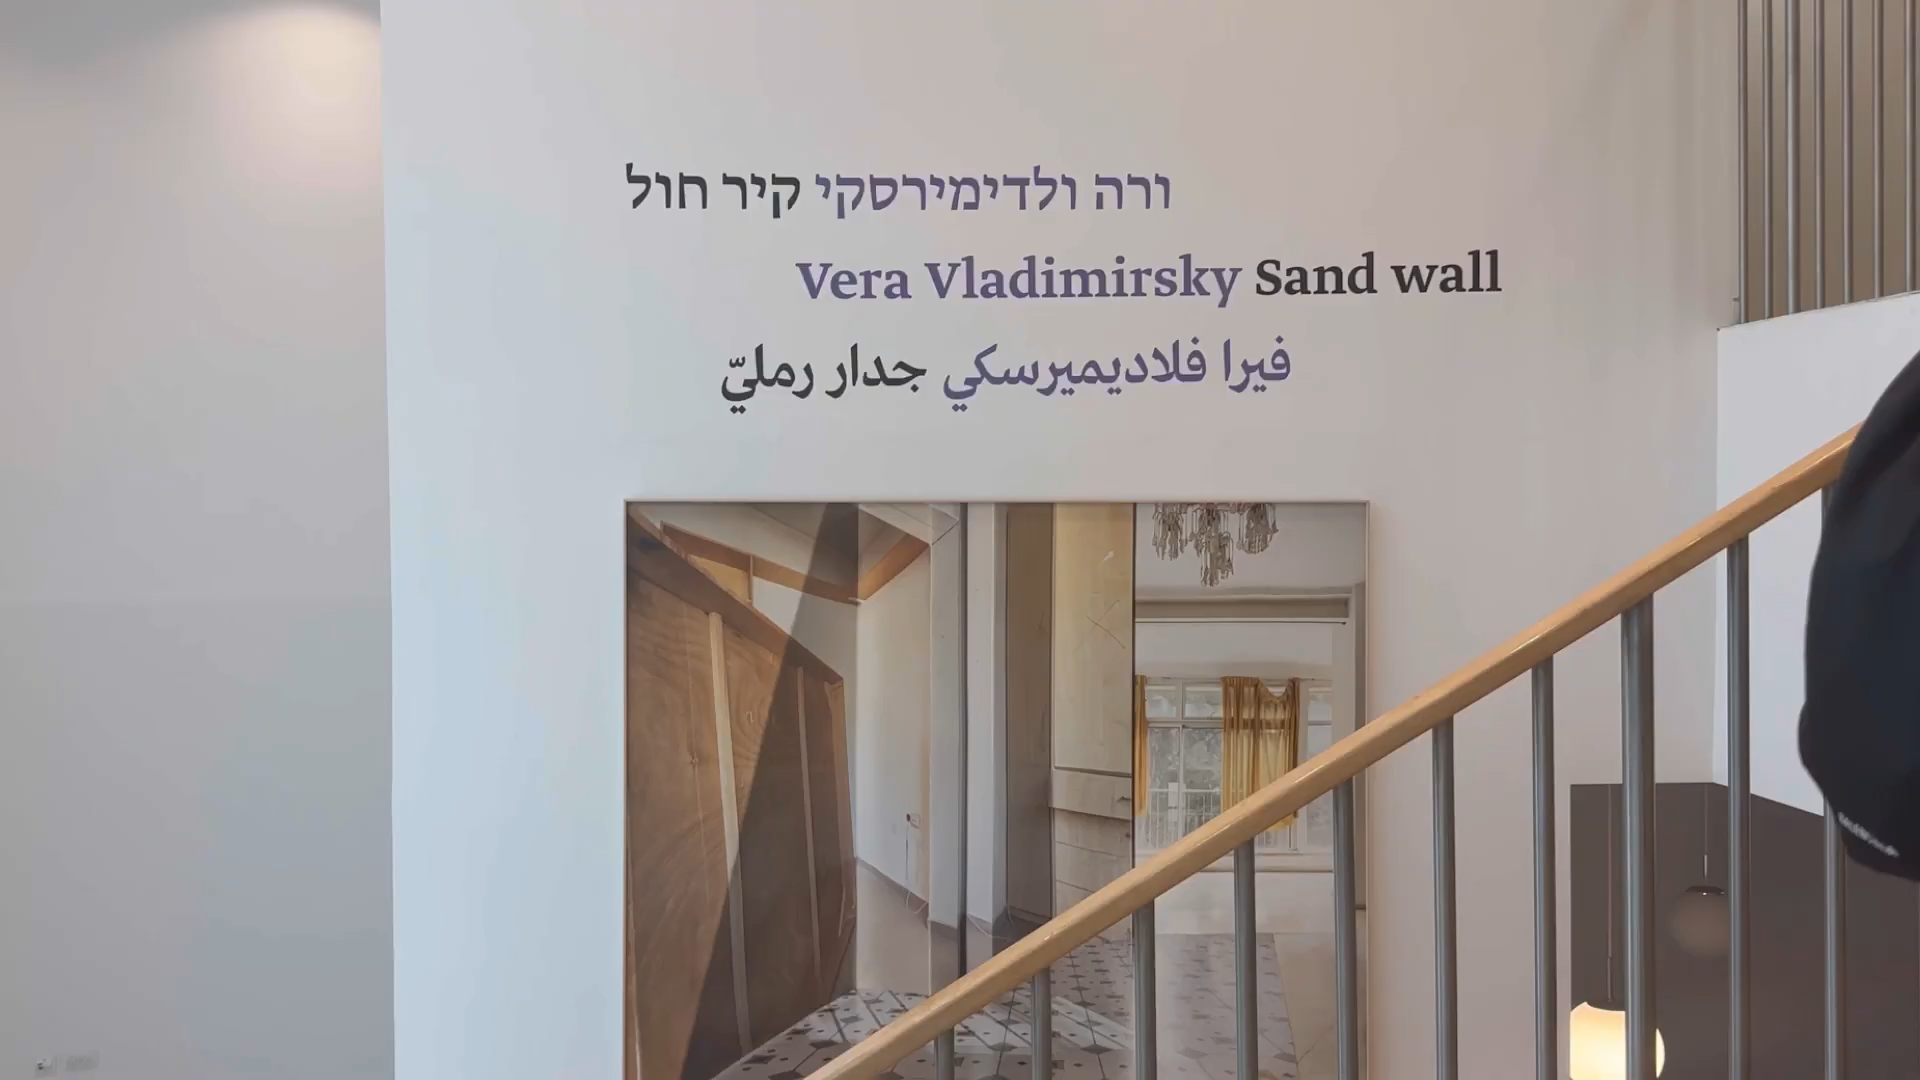 ורה ולדימירסקי קיר חול
Vera Vladimirsky Sand wall
فيرا فلاديميرسكي جدار رمليّ